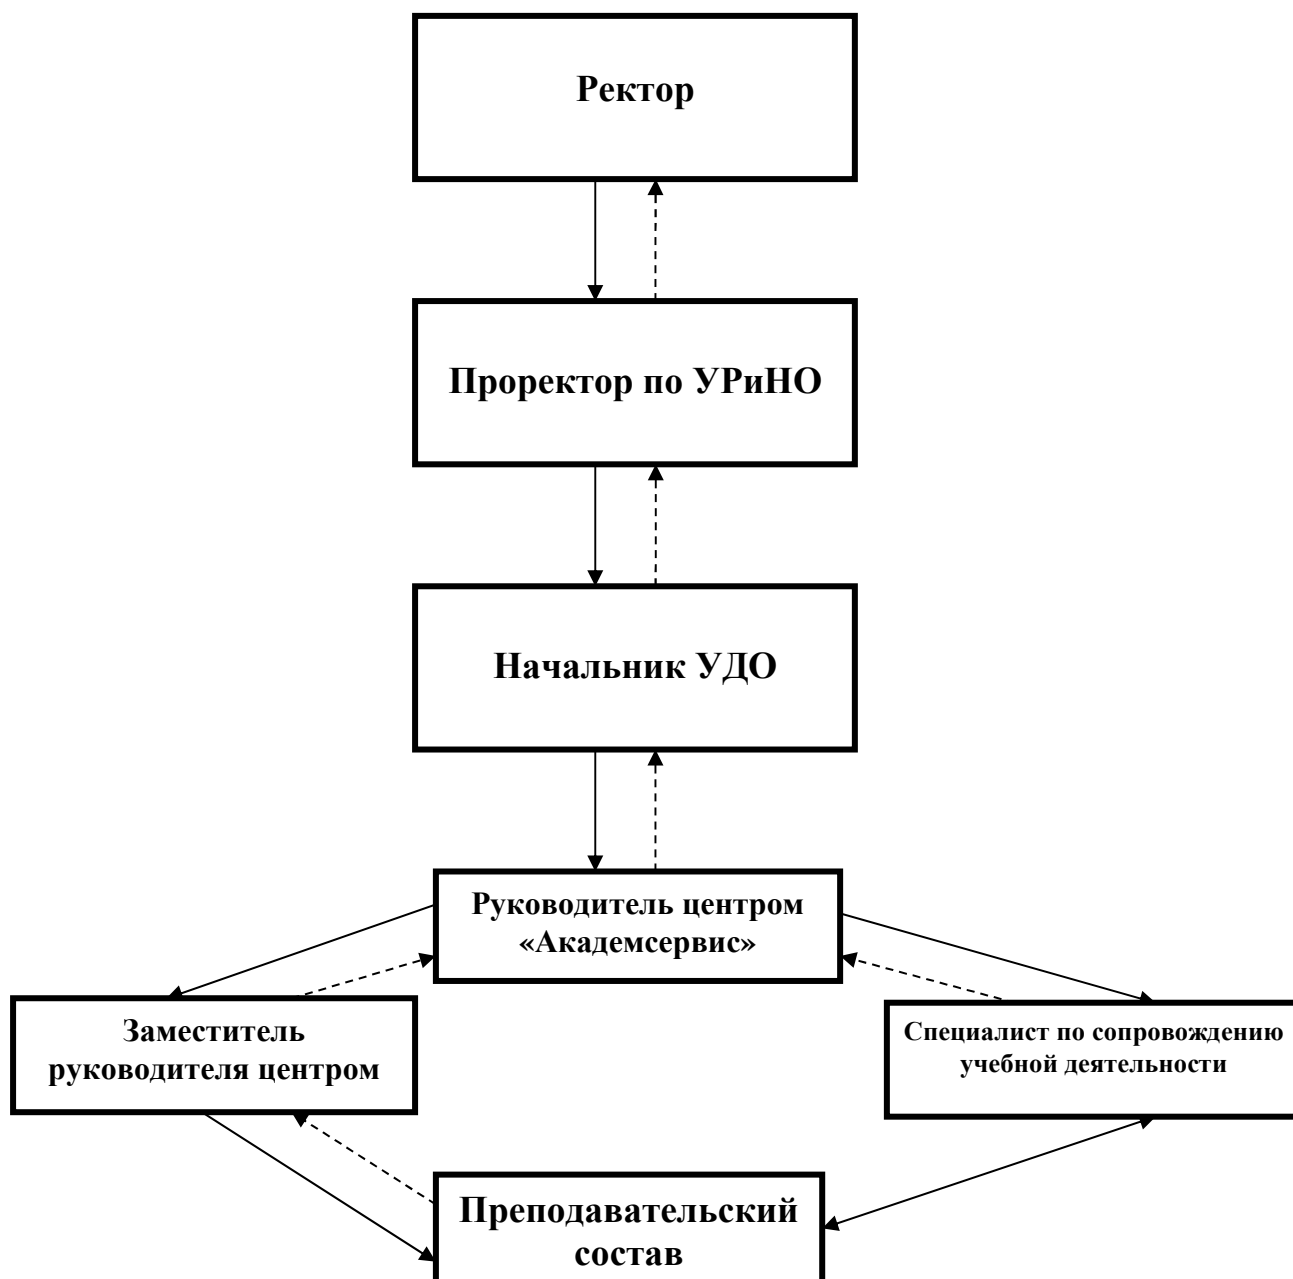 Ректор
Проректор по УРиНО
Начальник УДО
Руководитель центром
«Академсервис»
Заместитель
руководителя центром
Специалист по сопровождению
учебной деятельности
Преподавательский
состав